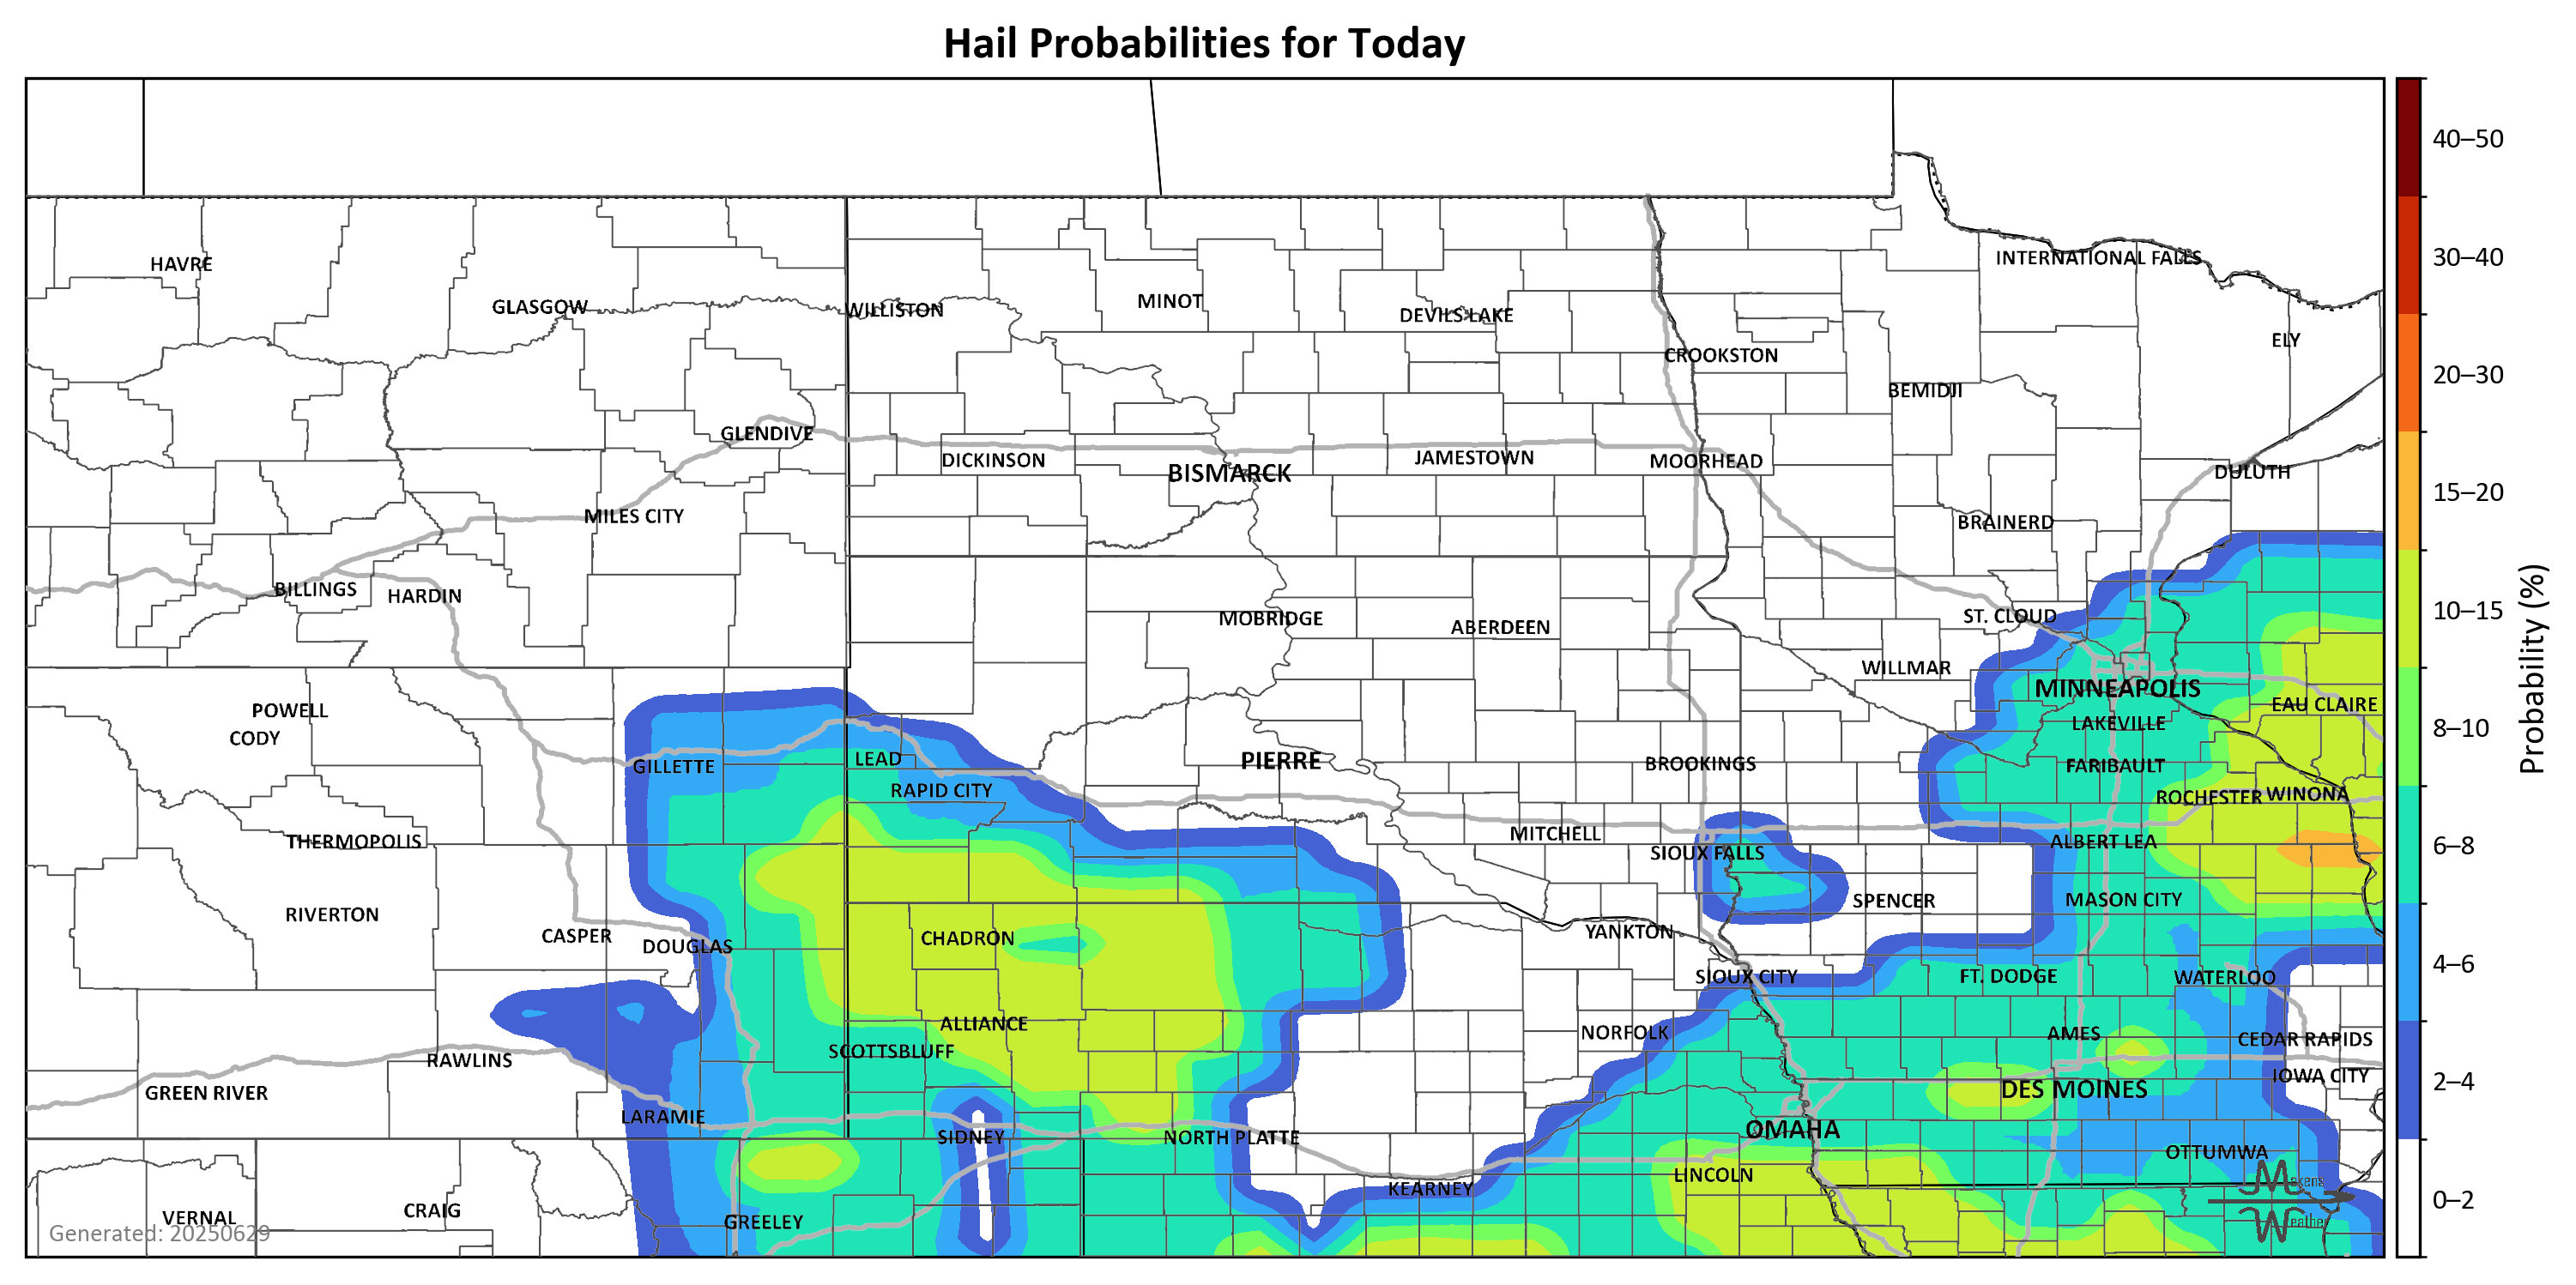 Hail Probabilities for Today
40–50
HAVRE
INTERNATIONAL FALLS
30–40
GLASGOW
WILLISTON
MINOT
DEVILS LAKE
ELY
CROOKSTON
20–30
BEMIDJI
GLENDIVE
DICKINSON
BISMARCK
JAMESTOWN
MOORHEAD
DULUTH
15–20
MILES CITY
BRAINERD
BILLINGS
HARDIN
MOBRIDGE
ABERDEEN
ST. CLOUD
10–15
WILLMAR
MINNEAPOLIS
POWELL
EAU CLAIRE
LAKEVILLE
8–10
CODY
GILLETTE
LEAD
PIERRE
BROOKINGS
FARIBAULT
Probability (%)
RAPID CITY
ROCHESTER
WINONA
THERMOPOLIS
MITCHELL
ALBERT LEA
6–8
SIOUX FALLS
RIVERTON
SPENCER
MASON CITY
CASPER
DOUGLAS
CHADRON
YANKTON
4–6
SIOUX CITY
FT. DODGE
WATERLOO
ALLIANCE
NORFOLK
AMES
CEDAR RAPIDS
SCOTTSBLUFF
RAWLINS
IOWA CITY
2–4
GREEN RIVER
DES MOINES
LARAMIE
SIDNEY
NORTH PLATTE
OMAHA
OTTUMWA
LINCOLN
KEARNEY
Makens
0–2
VERNAL
CRAIG
GREELEY
Weather
Generated: 20250629